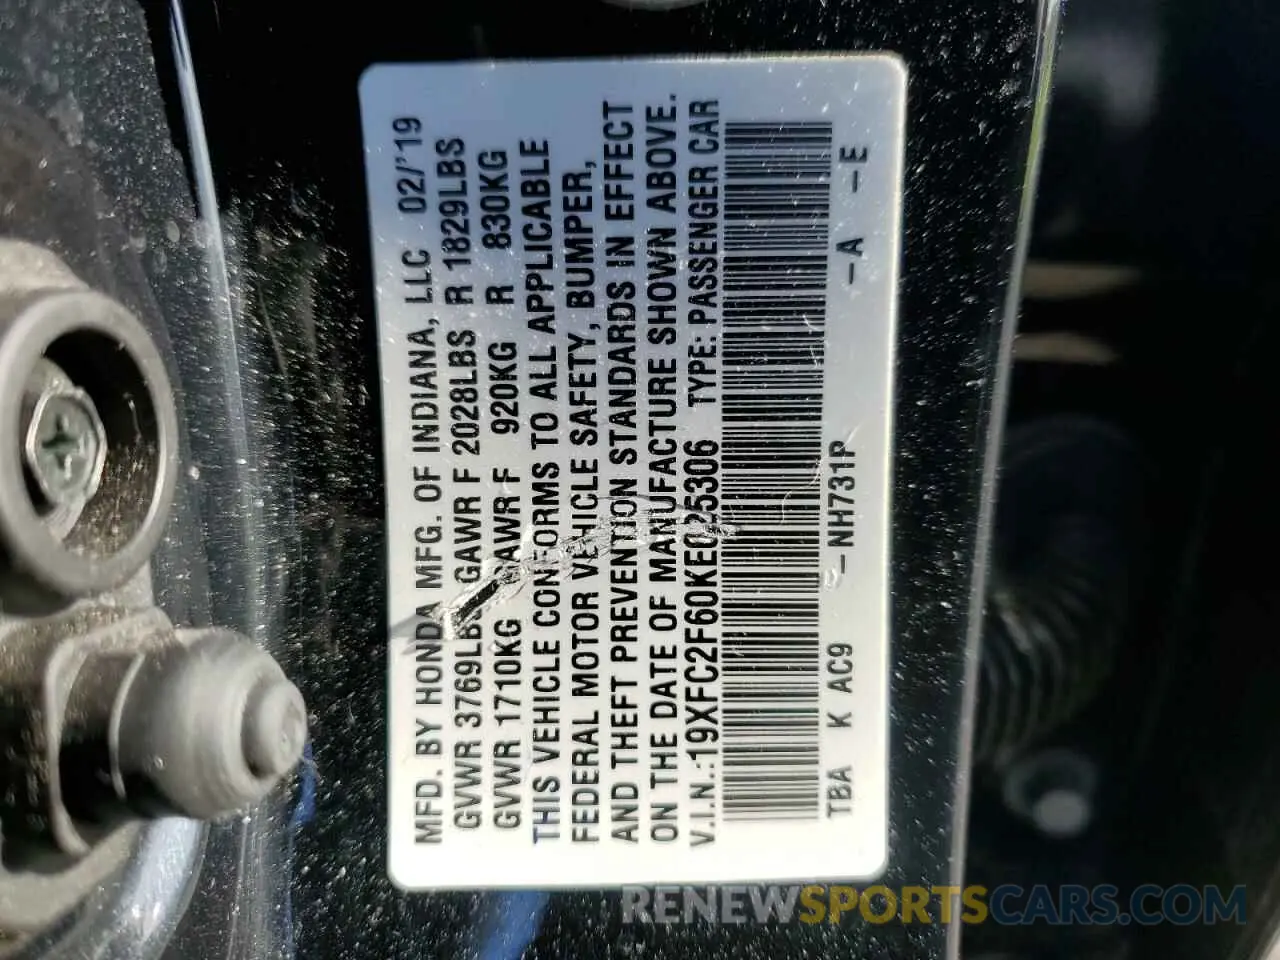 MFD. BY HONDA MFG. OF INDIANA, LLC 02/'19
GVWR 3769LBS GAWR F 2028LBS R 1829LBS
GVWR 1710KG GAWR F 920KG R 830KG
THIS VEHICLE CONFORMS TO ALL APPLICABLE
FEDERAL MOTOR VEHICLE SAFETY, BUMPER,
AND THEFT PREVENTION STANDARDS IN EFFECT
ON THE DATE OF MANUFACTURE SHOWN ABOVE.
V.I.N.:19XFC2F60KE025306 TYPE: PASSENGER CAR
TBA K AC9 -NH731P -A -E
RENEWSPORTSCARS.COM